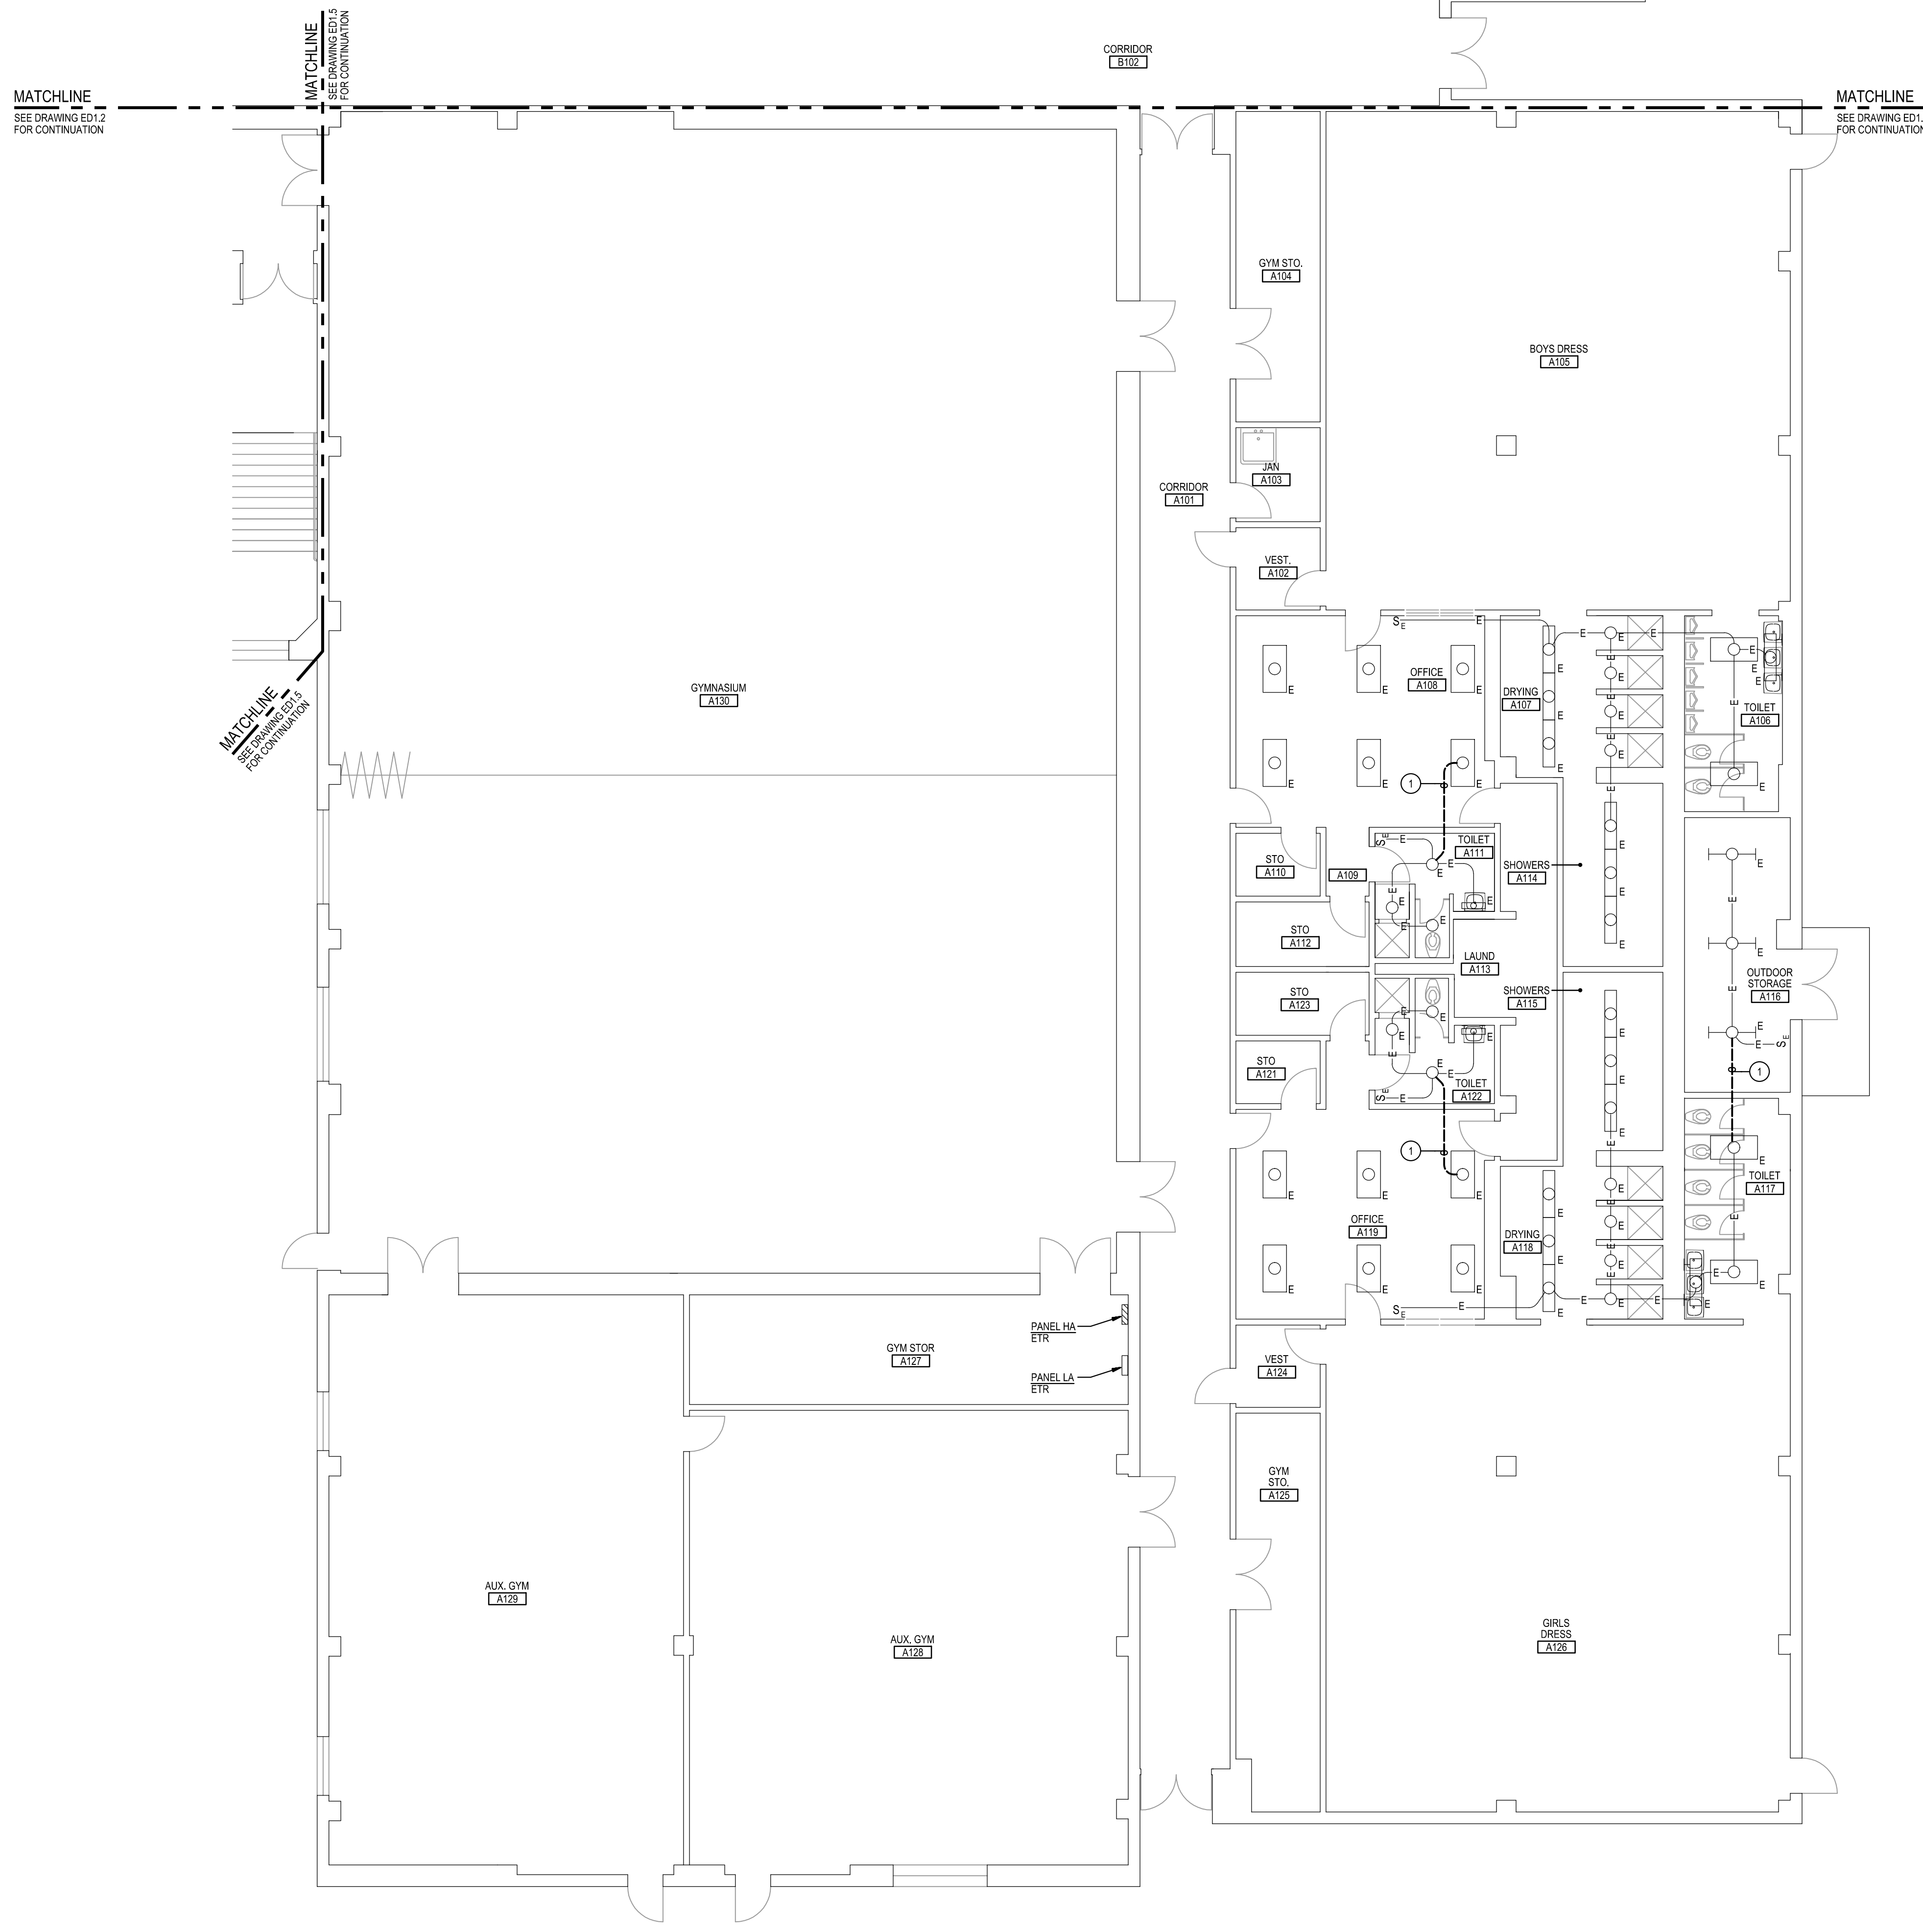 MATCHLINE
SEE DRAWING ED1.5
FOR CONTINUATION
CORRIDOR
B102
MATCHLINE
SEE DRAWING ED1.2
FOR CONTINUATION
MATCHLINE
SEE DRAWING ED1.
FOR CONTINUATION
GYM STO.
A104
BOYS DRESS
A105
JAN
A103
CORRIDOR
A101
VEST.
A102
MATCHLINE
SEE DRAWING ED1.5
FOR CONTINUATION
GYMNASIUM
A130
S E
E
E
E
E
E
OFFICE
A108
E
E
E
DRYING
A107
E
E
E
E
E
E
E
E
E
E
E
E
E
E
TOILET
A106
E
E
E
E
E
1
E
E
S E
E
E
E
E
TOILET
A111
STO
A110
A109
E
E
E
E
E
SHOWERS
A114
E
E
E
E
STO
A112
LAUND
A113
E
E
E
E
OUTDOOR
STORAGE
A116
STO
A123
SHOWERS
A115
E
E
E
E
E
E
S E
1
STO
A121
E
E
E
E
E
TOILET
A122
S E
E
E
E
E
E
1
E
E
E
OFFICE
A119
E
E
E
DRYING
A118
E
E
E
E
E
E
E
E
E
E
TOILET
A117
E
E
E
E
E
E
E
S E
E
E
PANEL HA
ETR
GYM STOR
A127
PANEL LA
ETR
VEST
A124
GYM
STO.
A125
AUX. GYM
A129
AUX. GYM
A128
GIRLS
DRESS
A126